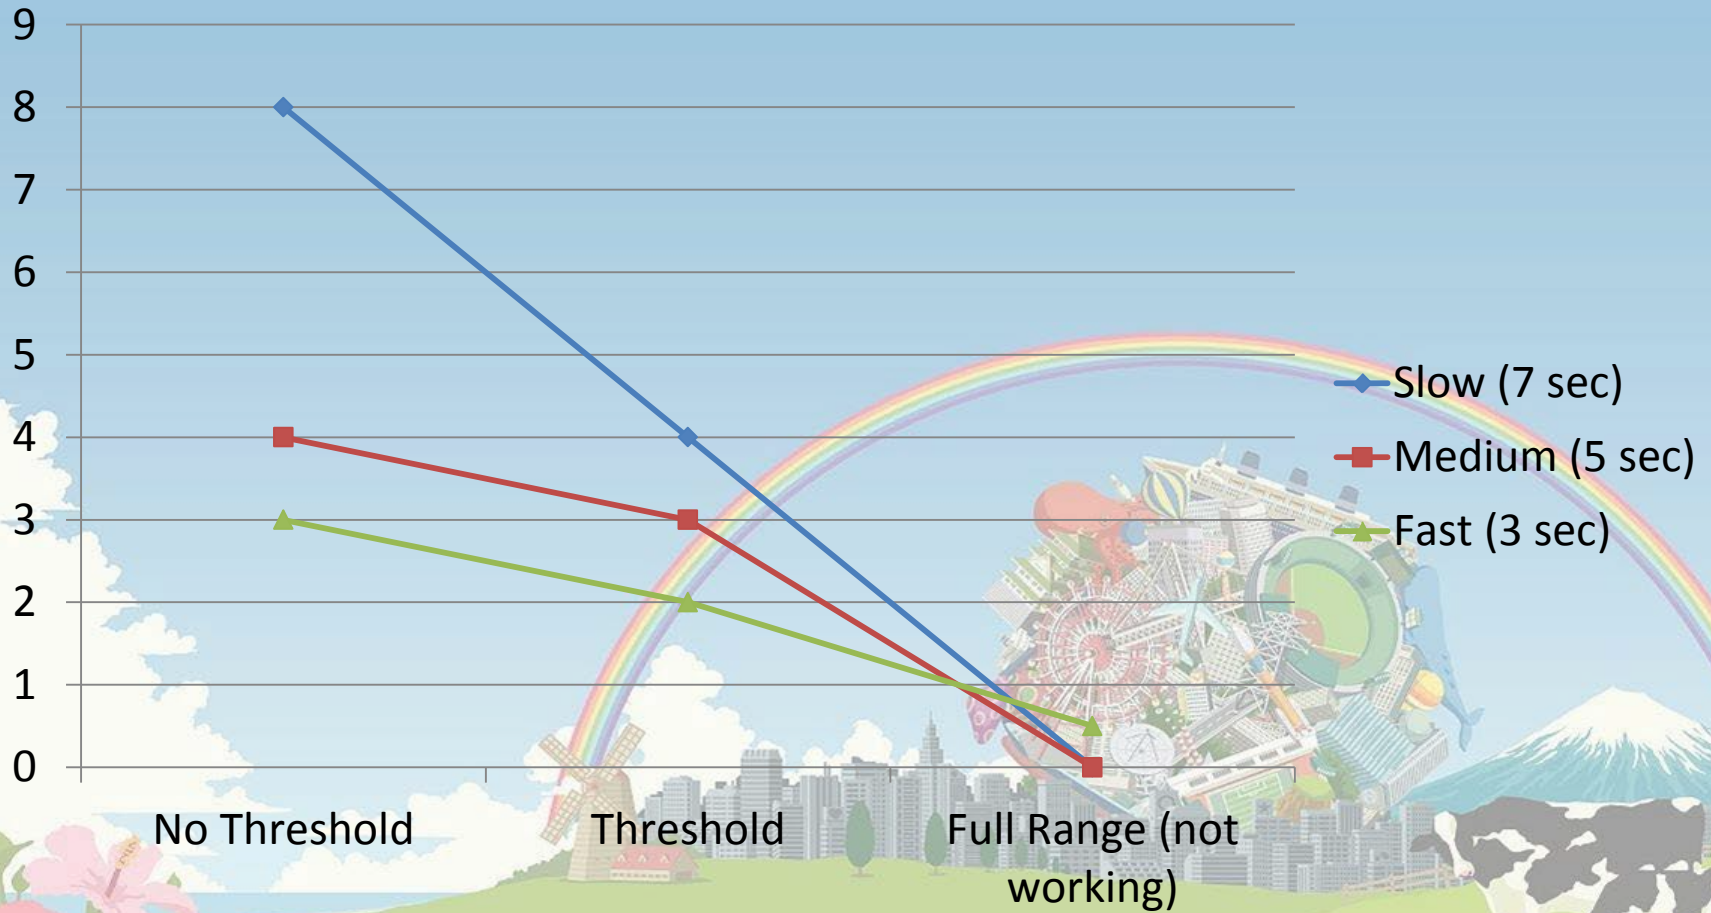 9
8
7
6
5
4
3
2
1
0
No Threshold
Threshold
Full Range (not
working)
Slow (7 sec)
Medium (5 sec)
Fast (3 sec)